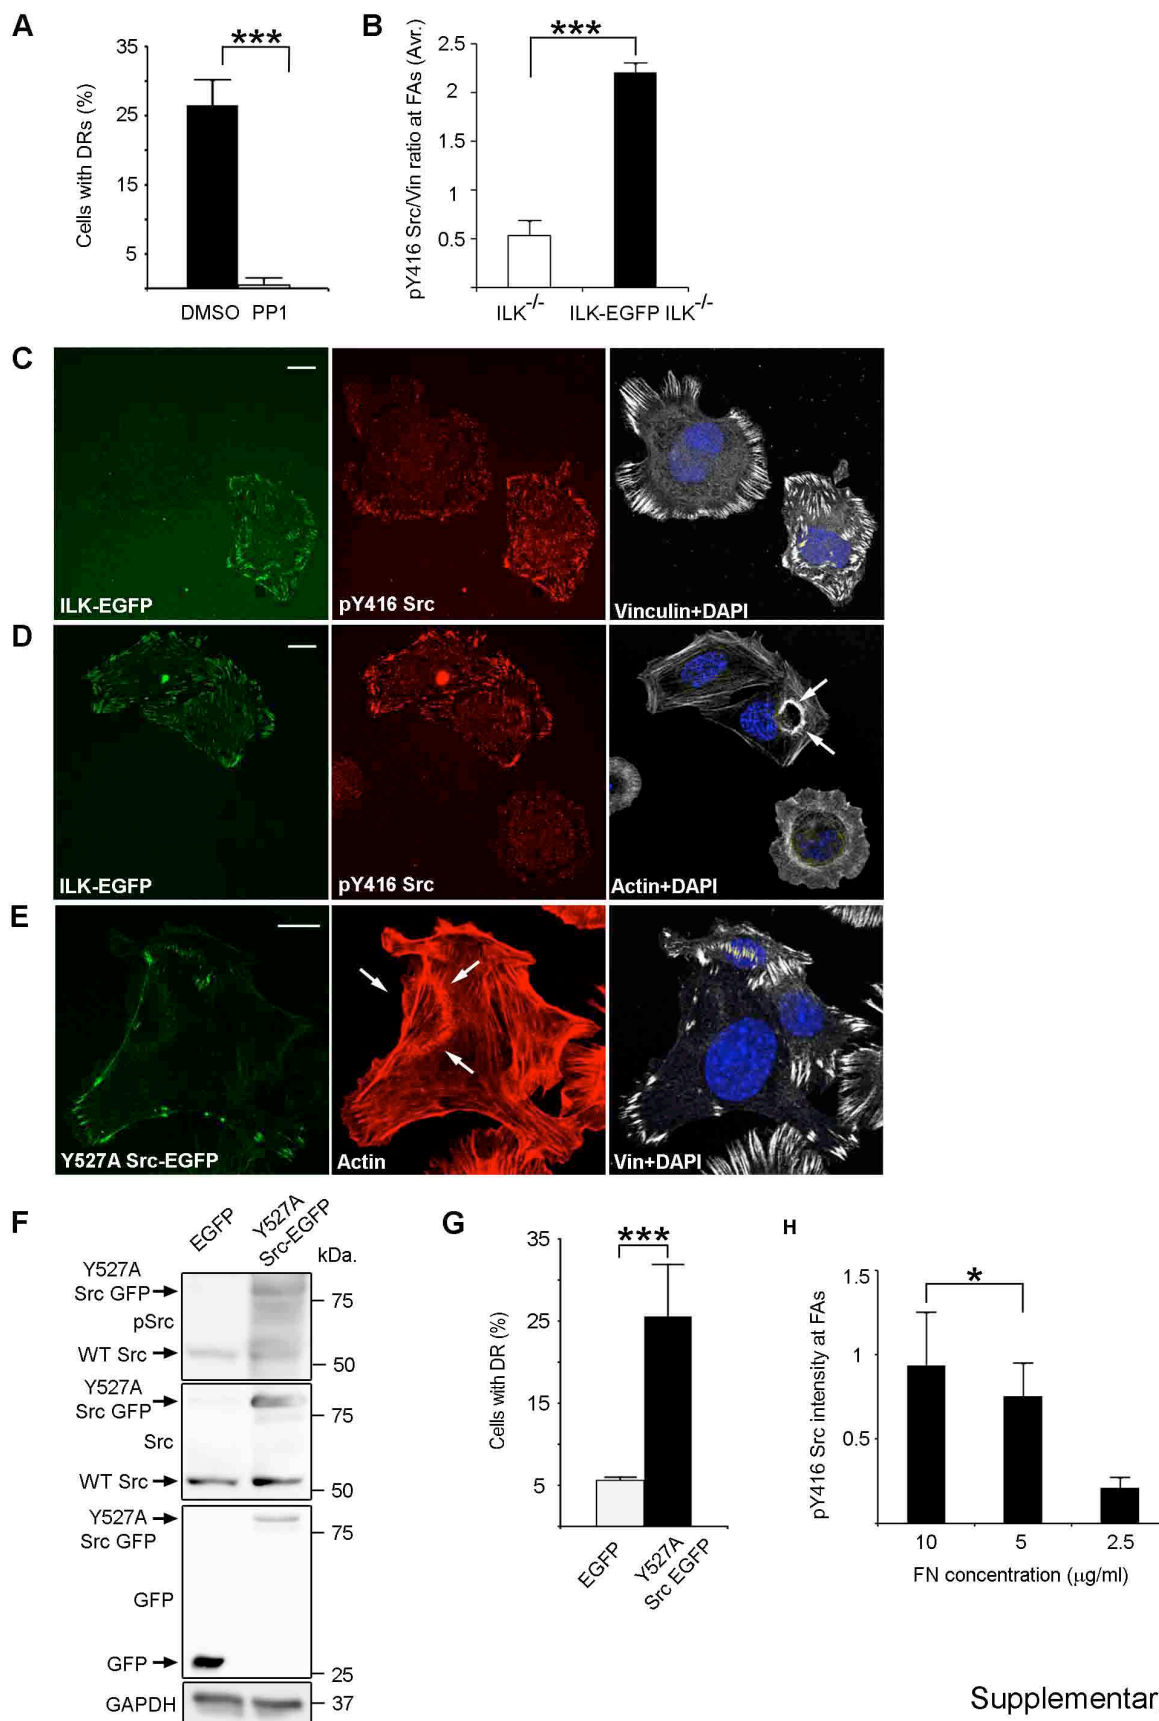 A
***
35
25
15
5
Cells with DRs (%)
DMSO PP1
B
***
2.5
2
1.5
1
0.5
pY416 Src/Vin ratio at FAs (Avr.)
ILK-/- ILK-EGFP ILK-/-
C
ILK-EGFP
pY416 Src
Vinculin+DAPI
D
ILK-EGFP
pY416 Src
Actin+DAPI
E
Y527A Src-EGFP
Actin
Vin+DAPI
F
EGFP
Y527A
Src-EGFP
kDa.
Y527A
Src GFP
pSrc
WT Src
75
50
Y527A
Src GFP
Src
WT Src
75
50
Y527A
Src GFP
GFP
GFP
75
25
GAPDH
37
G
***
35
25
15
5
Cells with DR (%)
EGFP
Y527A
Src EGFP
H
*
1.5
1
0.5
pY416 Src intensity at FAs
10 5 2.5
FN concentration (μg/ml)
Supplementar